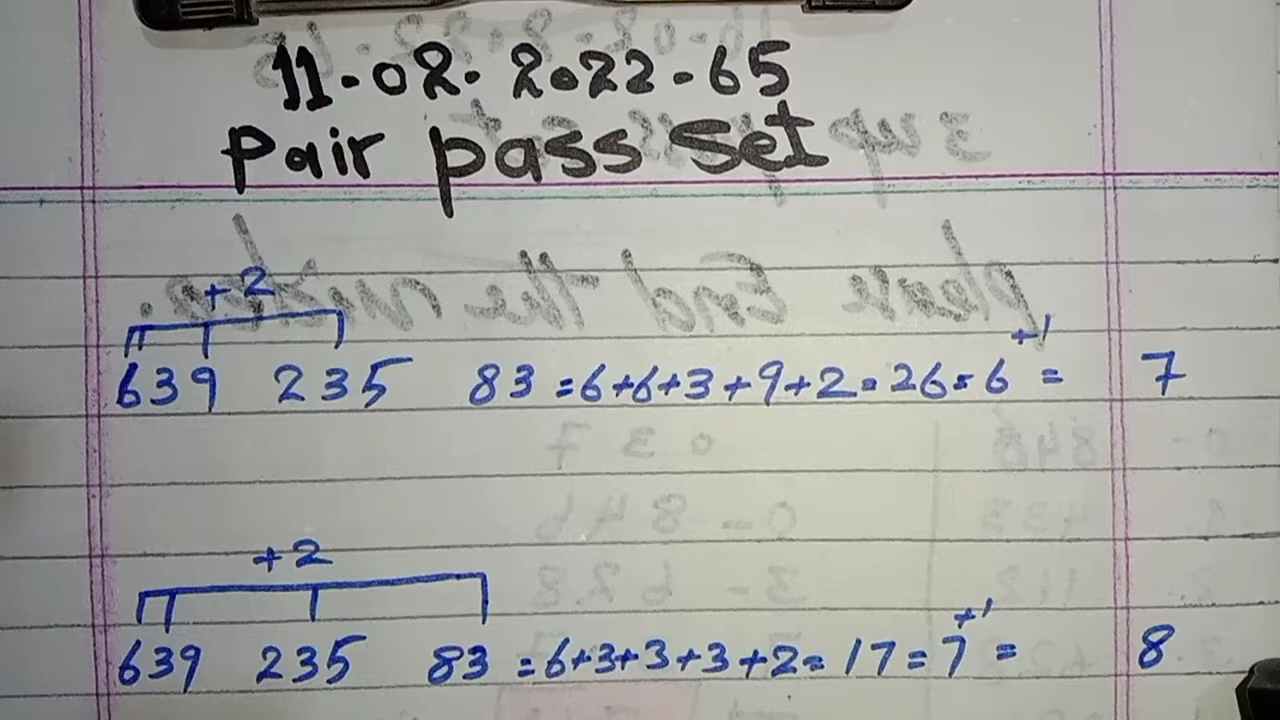 11-02-2022-65
Pair pass set
+2
+1
639 235 83 =6+6+3+9+2=26=6 = 7
+2
+1
639 235 83 =6+3+3+3+2=17=7= 8